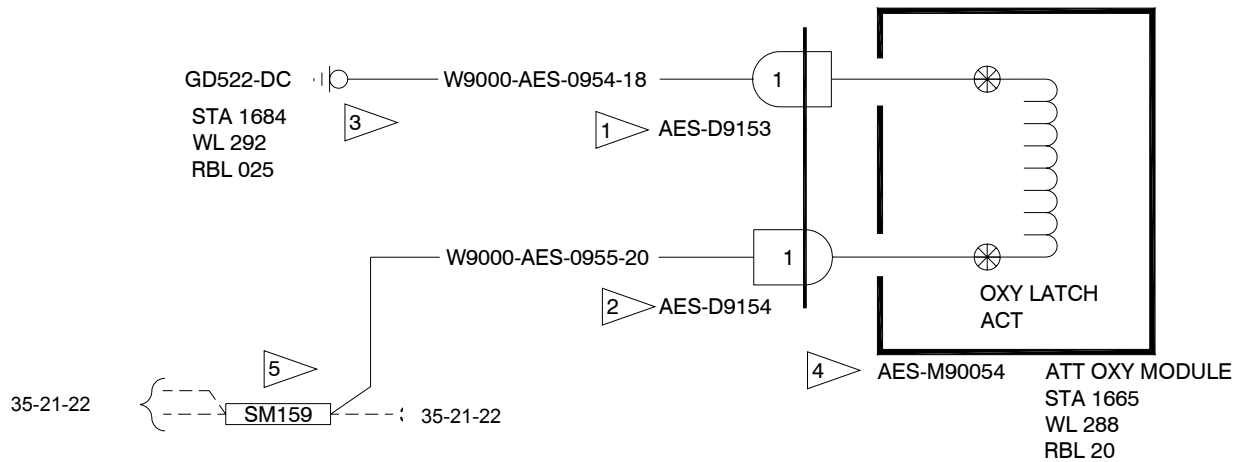 GD522-DC
W9000-AES-0954-18
1
STA 1684
WL 292
RBL 025
3
1
AES-D9153
W9000-AES-0955-20
1
2
AES-D9154
OXY LATCH
ACT
5
4
AES-M90054
ATT OXY MODULE
STA 1665
WL 288
RBL 20
35-21-22
SM159
35-21-22